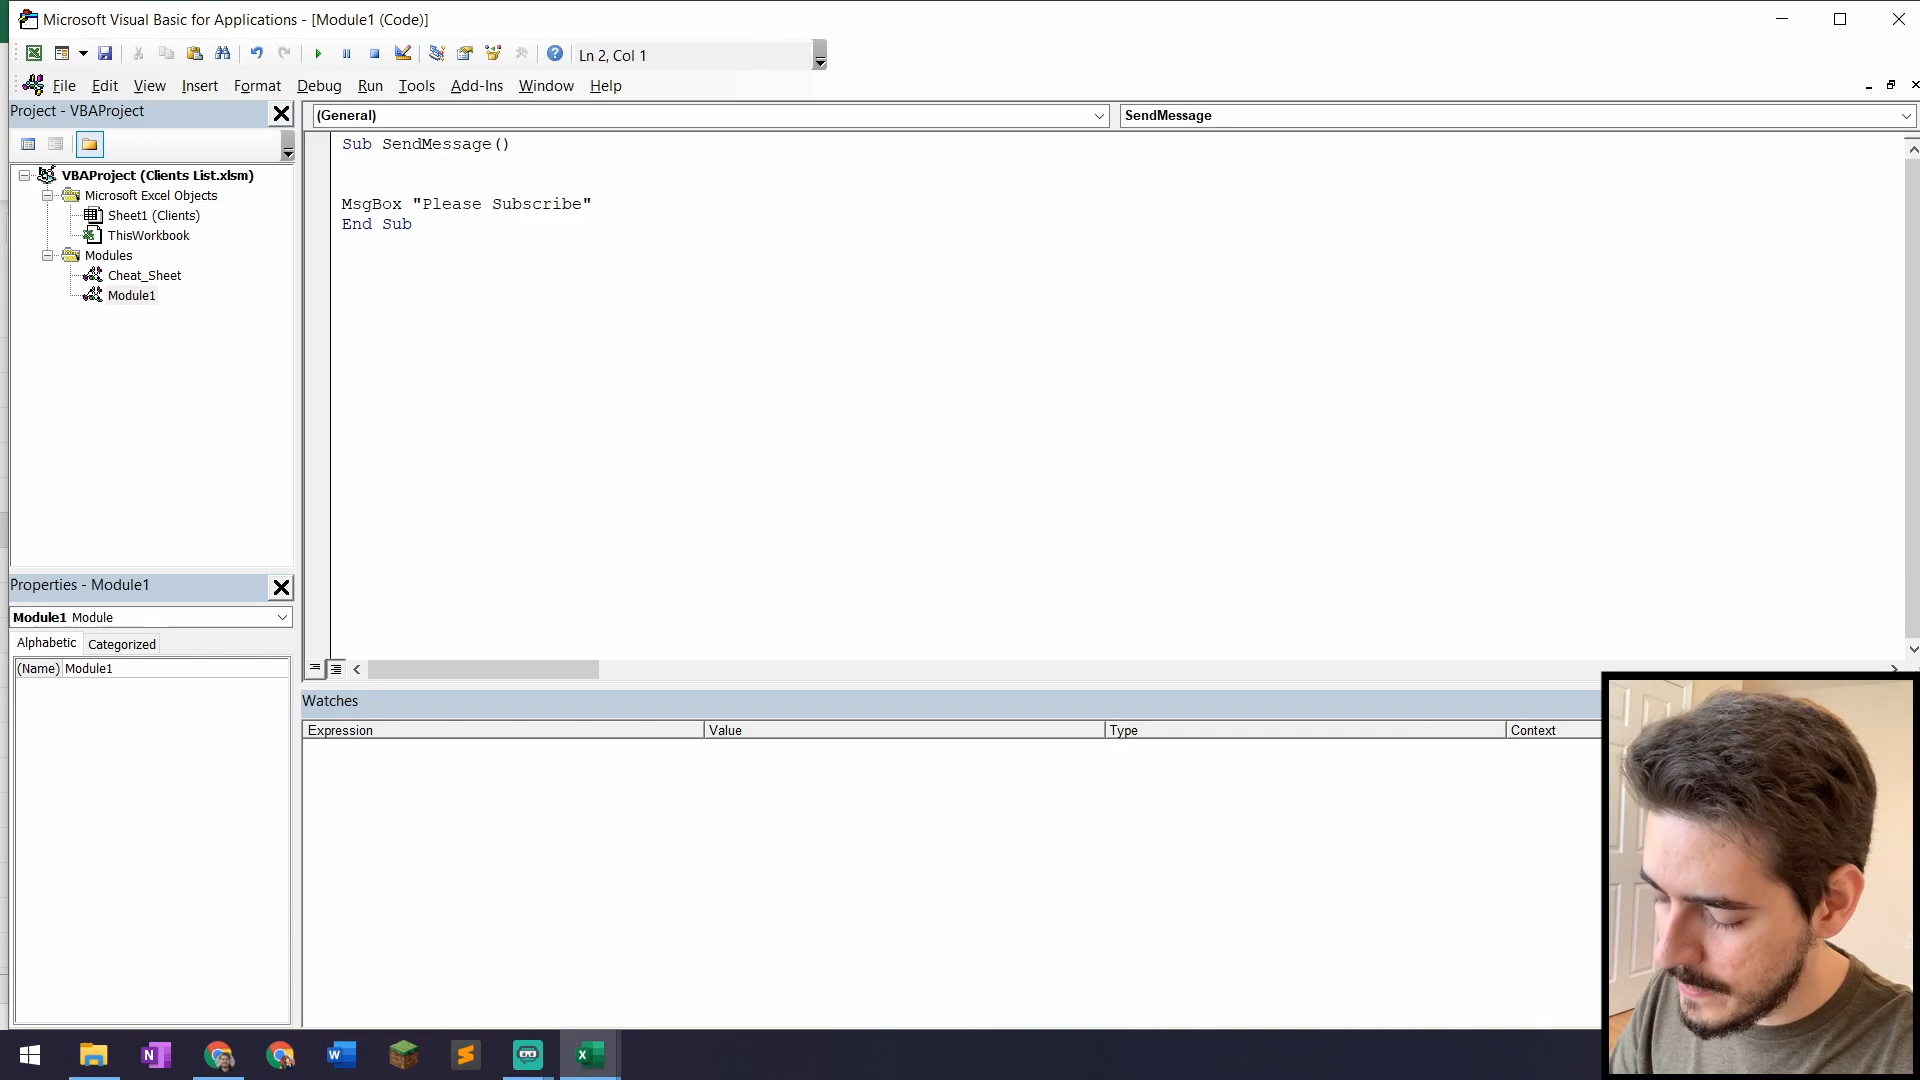 Microsoft Visual Basic for Applications - [Module1 (Code)]
Ln 2, Col 1
File Edit View Insert Format Debug Run Tools Add-Ins Window Help
Project - VBAProject
(General)
SendMessage
VBAProject (Clients List.xlsm)
Microsoft Excel Objects
Sheet1 (Clients)
ThisWorkbook
Modules
Cheat_Sheet
Module1
Sub SendMessage()
MsgBox "Please Subscribe"
End Sub
Properties - Module1
Module1 Module
Alphabetic Categorized
(Name) Module1
Watches
Expression Value Type Context